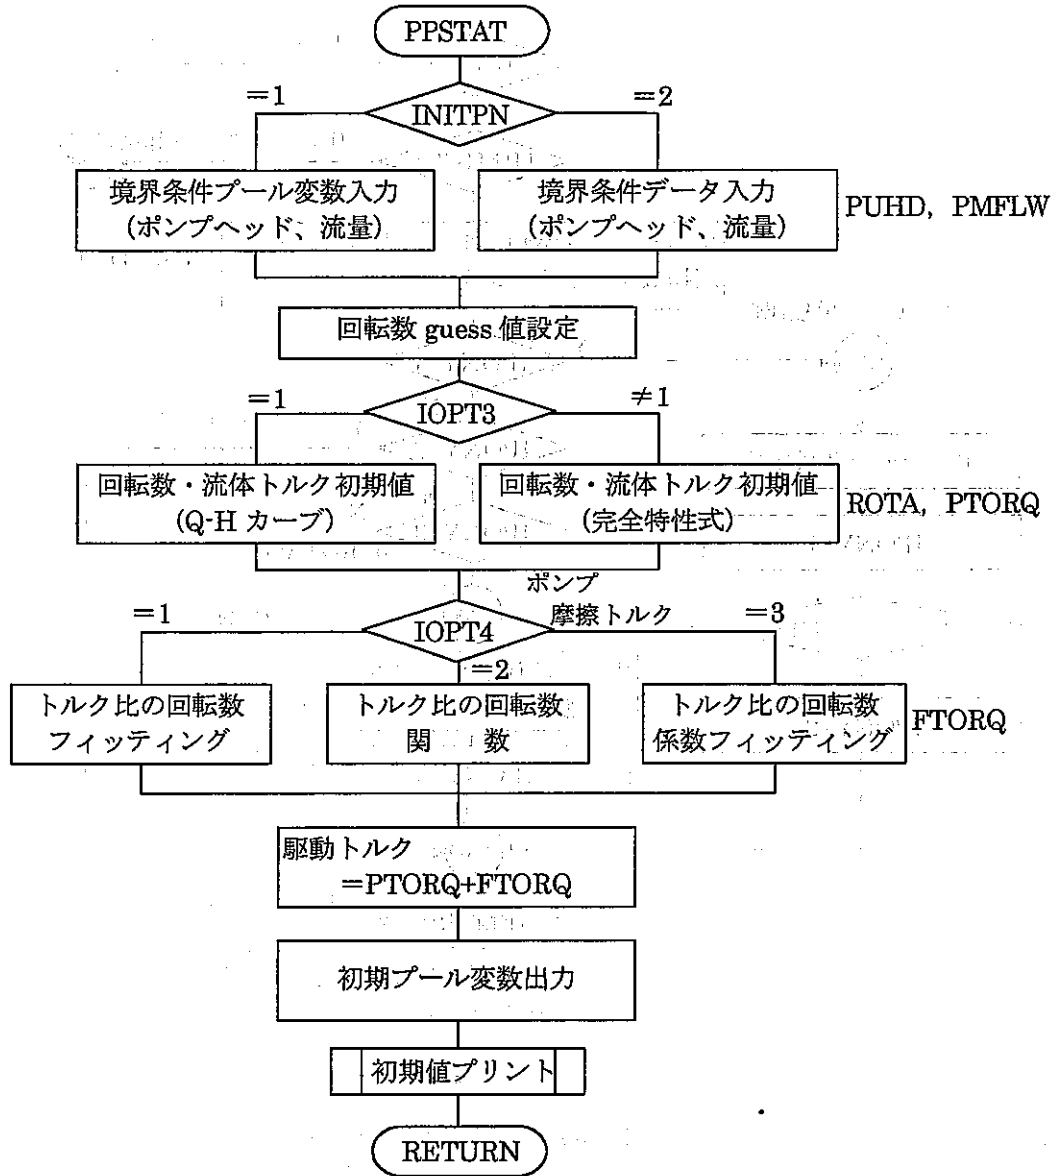 PPSTAT
=1
=2
INITPN
境界条件プール変数入力
(ポンプヘッド、流量)
境界条件データ入力
(ポンプヘッド、流量)
PUHD, PMFLW
回転数 guess 値設定
=1
≠1
IOPT3
回転数・流体トルク初期値
(Q-H カーブ)
回転数・流体トルク初期値
(完全特性式)
ROTA, PTORQ
ポンプ
摩擦トルク
=1
=3
IOPT4
=2
トルク比の回転数
フィッティング
トルク比の回転数
関 数
トルク比の回転数
係数フィッティング
FTORQ
駆動トルク
=PTORQ+FTORQ
初期プール変数出力
初期値プリント
RETURN